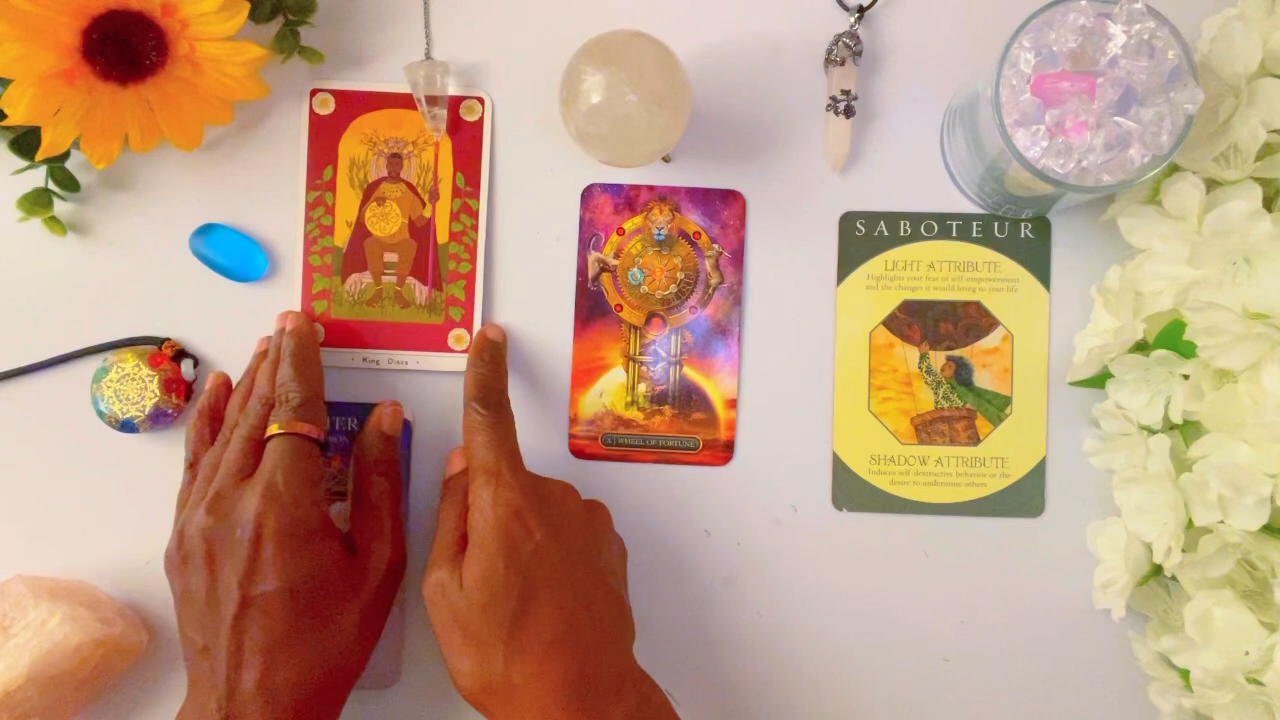 · King Discs ·
TER
X | WHEEL OF FORTUNE
SABOTEUR
LIGHT ATTRIBUTE
Highlights your fear of self-empowerment
and the changes it would bring to your life
SHADOW ATTRIBUTE
Induces self-destructive behavior or the
desire to undermine others